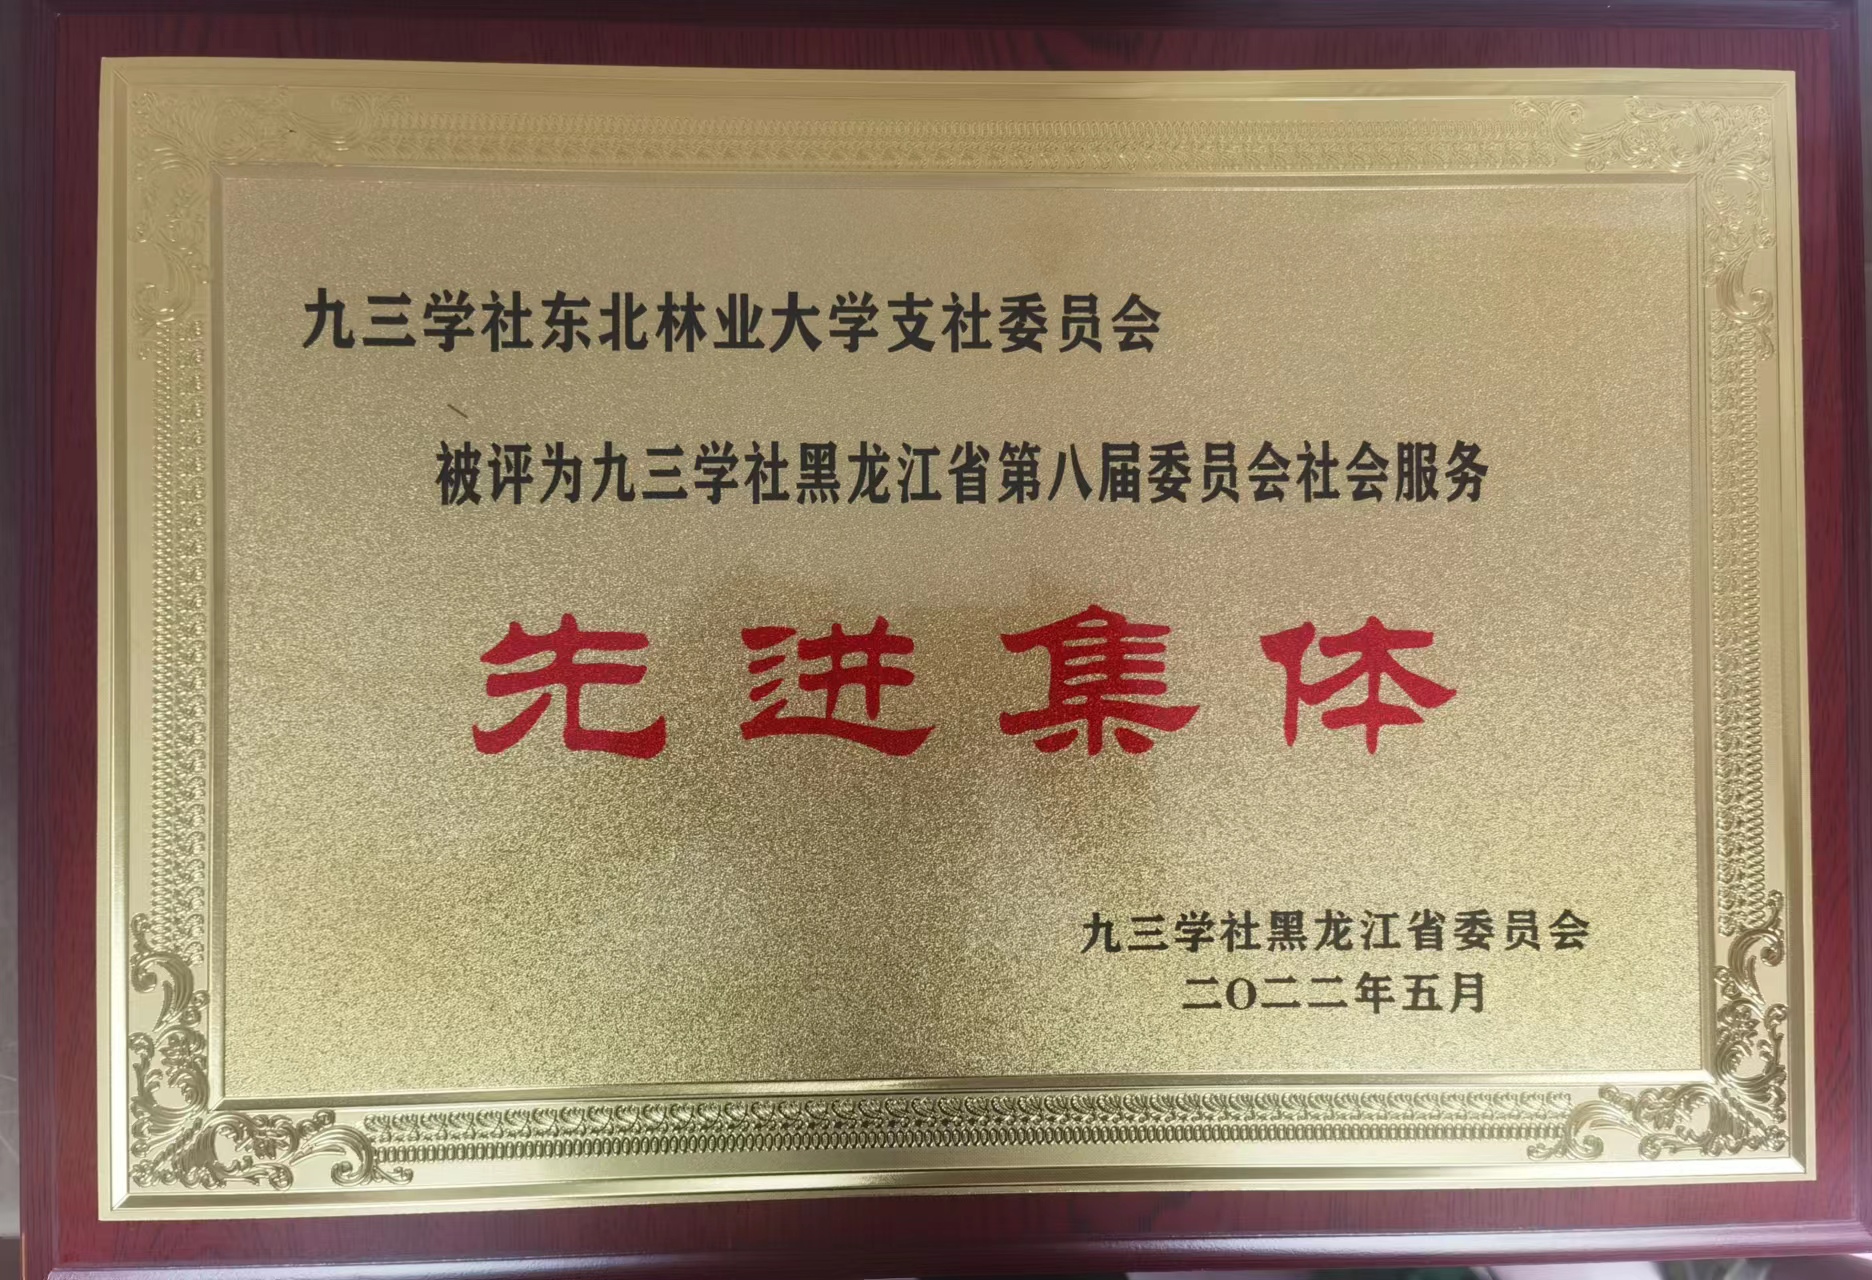 九三学社东北林业大学支社委员会
被评为九三学社黑龙江省第八届委员会社会服务
先进集体
九三学社黑龙江省委员会
二〇二二年五月